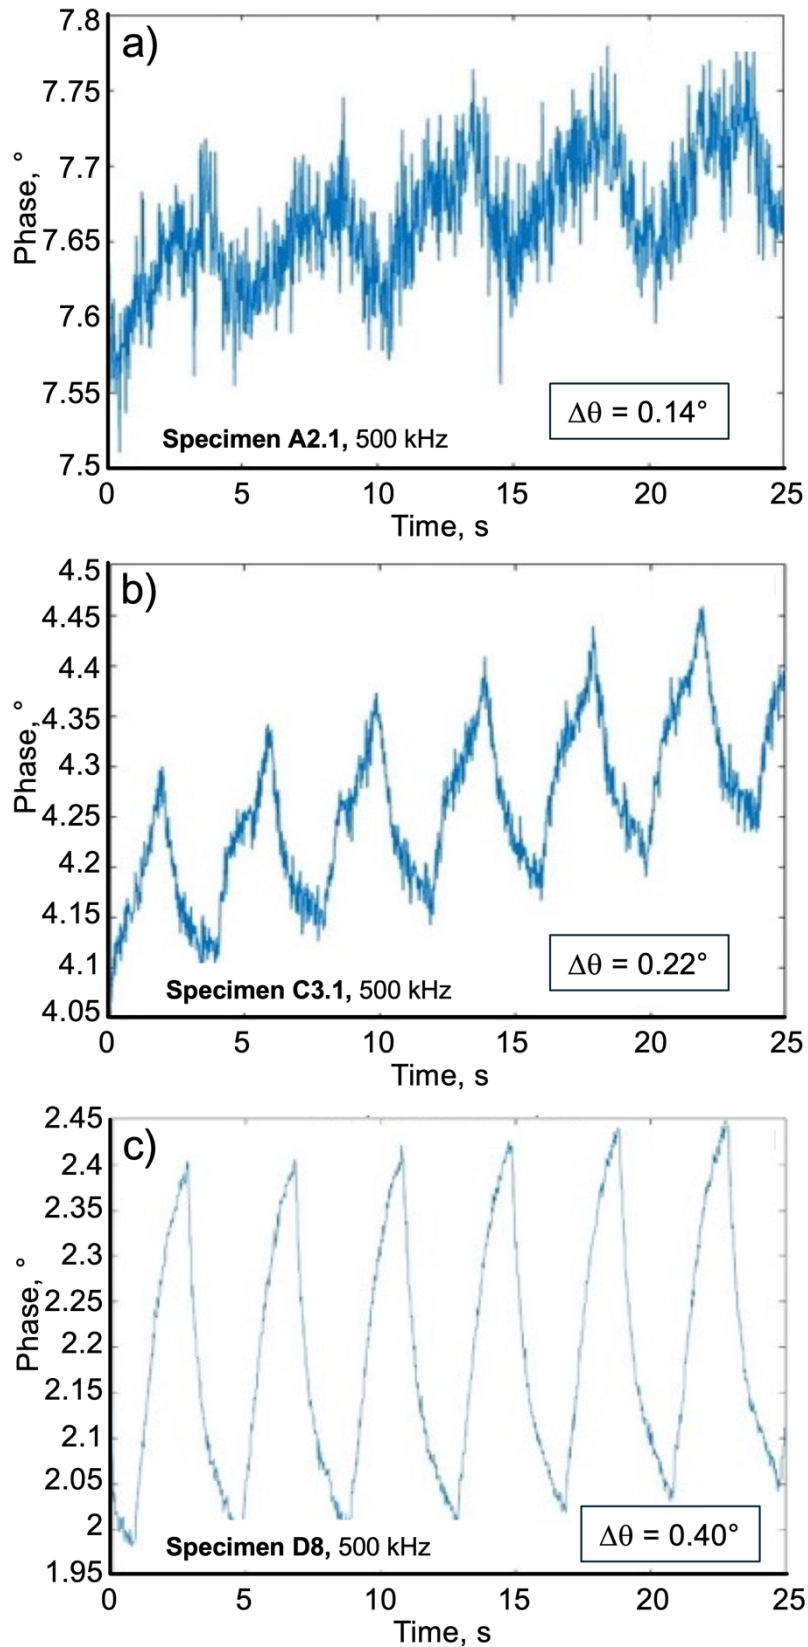 a)
Phase, °
7.8
7.75
7.7
7.65
7.6
7.55
7.5
Specimen A2.1, 500 kHz
Δθ = 0.14°
0 5 10 15 20 25
Time, s
b)
Phase, °
4.5
4.45
4.4
4.35
4.3
4.25
4.2
4.15
4.1
4.05
Specimen C3.1, 500 kHz
Δθ = 0.22°
0 5 10 15 20 25
Time, s
c)
Phase, °
2.45
2.4
2.35
2.3
2.25
2.2
2.15
2.1
2.05
2
1.95
Specimen D8, 500 kHz
Δθ = 0.40°
0 5 10 15 20 25
Time, s